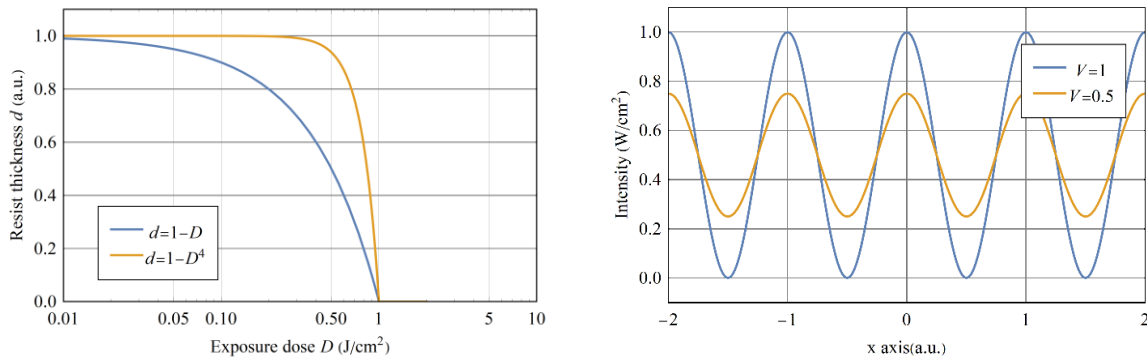 Resist thickness d (a.u.)
1.0
0.8
0.6
0.4
0.2
0.0
d=1−D
d=1−D⁴
0.01 0.05 0.10 0.50 1 5 10
Exposure dose D (J/cm²)
Intensity (W/cm²)
1.0
0.8
0.6
0.4
0.2
0.0
V=1
V=0.5
−2 −1 0 1 2
x axis(a.u.)